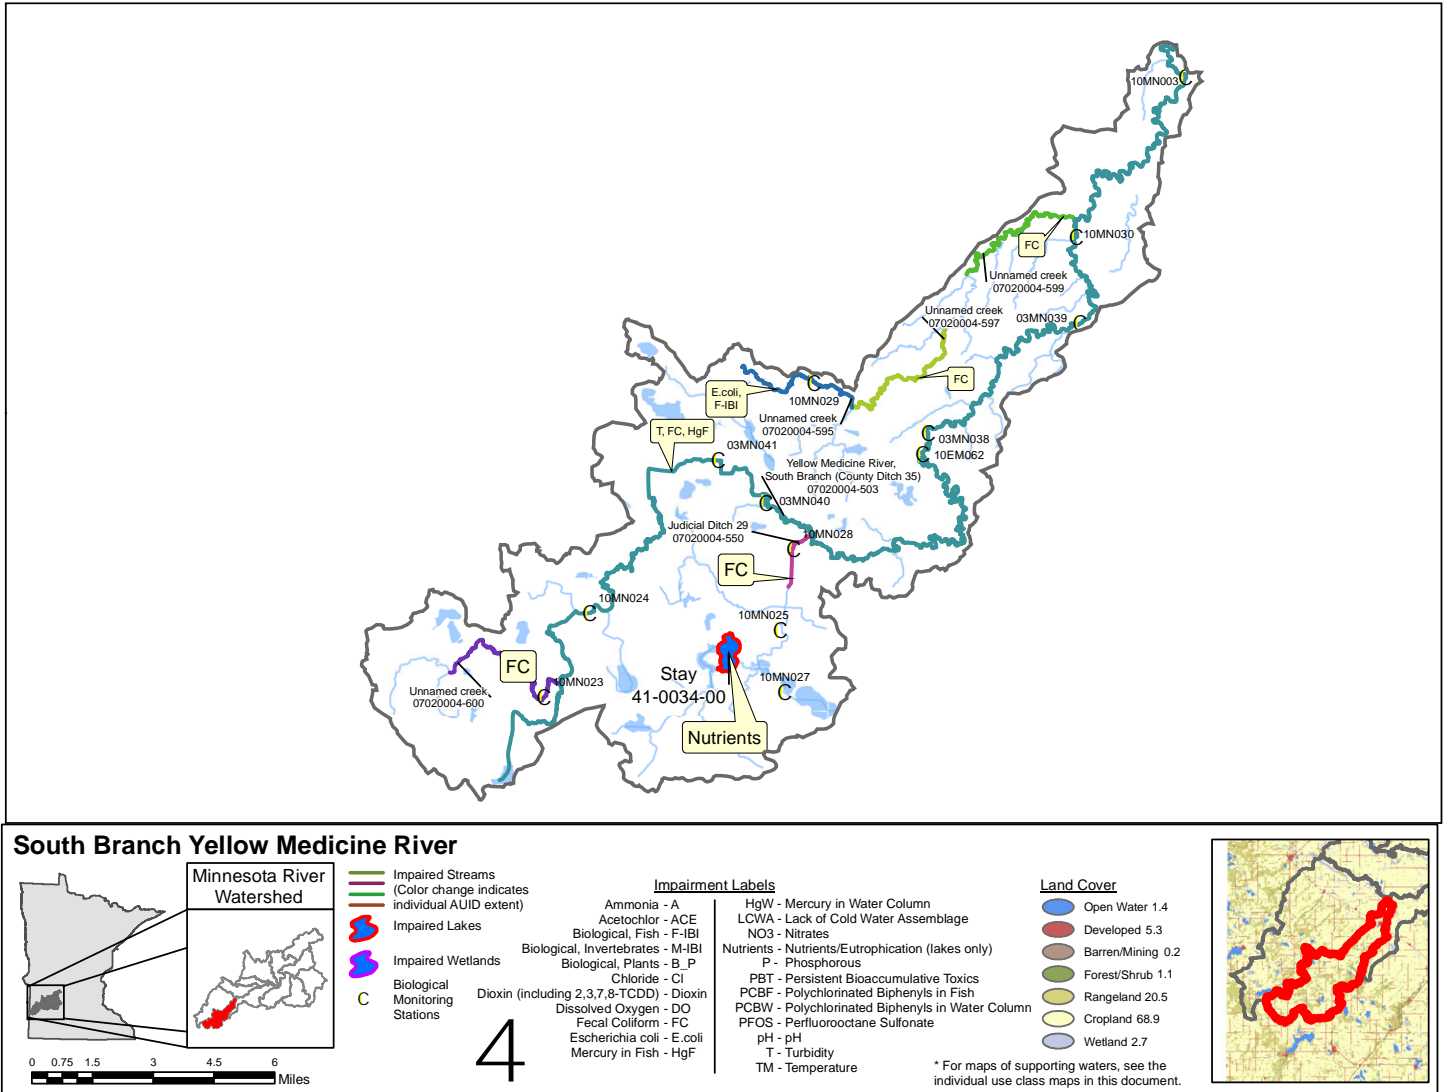 10MN003
10MN030
FC
Unnamed creek
07020004-599
Unnamed creek
07020004-597
03MN039
FC
E.coli,
F-IBI
10MN029
Unnamed creek
07020004-595
T, FC, HgF
03MN041
03MN038
10EM062
Yellow Medicine River,
South Branch (County Ditch 35)
07020004-503
03MN040
Judicial Ditch 29
07020004-550
10MN028
FC
10MN024
10MN025
FC
10MN023
Unnamed creek
07020004-600
Stay
41-0034-00
10MN027
Nutrients
South Branch Yellow Medicine River
Minnesota River
Watershed
0 0.75 1.5 3 4.5 6
Miles
Impaired Streams
(Color change indicates
individual AUID extent)
Impaired Lakes
Impaired Wetlands
C
Biological
Monitoring
Stations
4
Impairment Labels
Ammonia - A
Acetochlor - ACE
Biological, Fish - F-IBI
Biological, Invertebrates - M-IBI
Biological, Plants - B_P
Chloride - Cl
Dioxin (including 2,3,7,8-TCDD) - Dioxin
Dissolved Oxygen - DO
Fecal Coliform - FC
Escherichia coli - E.coli
Mercury in Fish - HgF
HgW - Mercury in Water Column
LCWA - Lack of Cold Water Assemblage
NO3 - Nitrates
Nutrients - Nutrients/Eutrophication (lakes only)
P - Phosphorous
PBT - Persistent Bioaccumulative Toxics
PCBF - Polychlorinated Biphenyls in Fish
PCBW - Polychlorinated Biphenyls in Water Column
PFOS - Perfluorooctane Sulfonate
pH - pH
T - Turbidity
TM - Temperature
Land Cover
Open Water 1.4
Developed 5.3
Barren/Mining 0.2
Forest/Shrub 1.1
Rangeland 20.5
Cropland 68.9
Wetland 2.7
* For maps of supporting waters, see the
individual use class maps in this document.